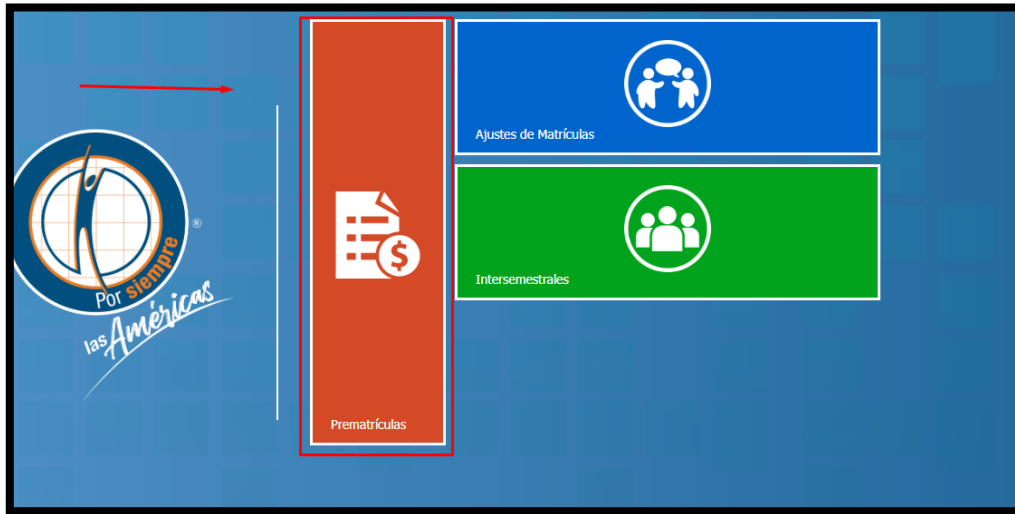 Ajustes de Matrículas
®
Por siempre
las Américas
Intersemestrales
$
Prematrículas